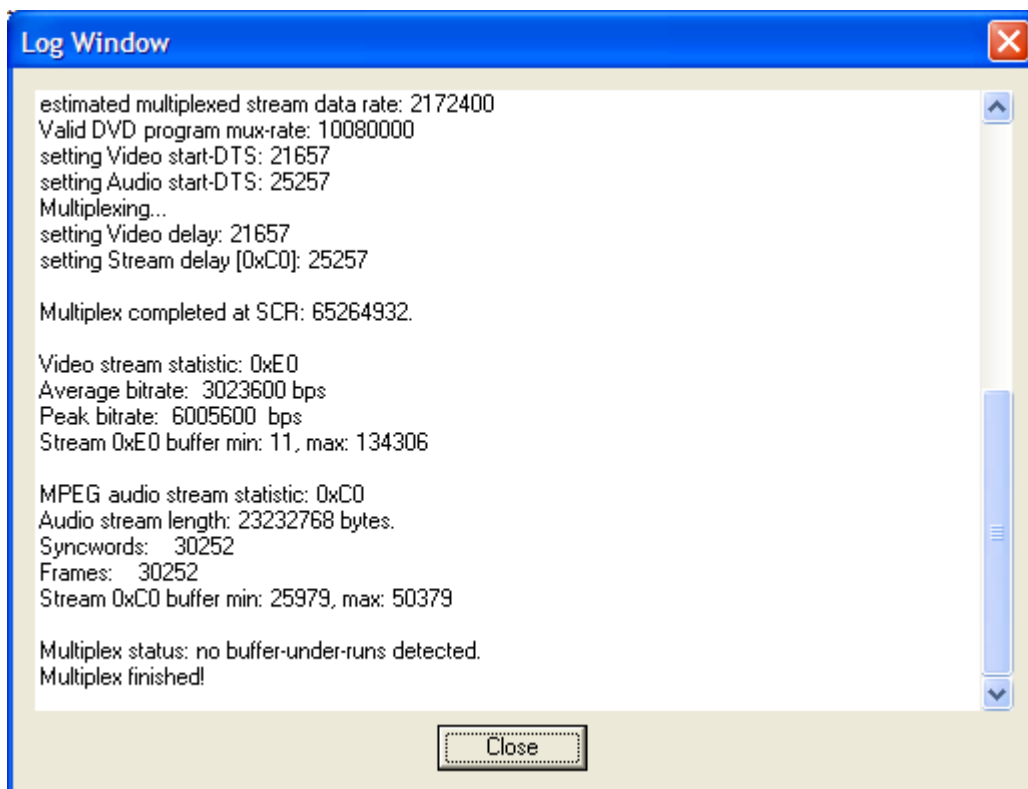 Log Window
estimated multiplexed stream data rate: 2172400
Valid DVD program mux-rate: 10080000
setting Video start-DTS: 21657
setting Audio start-DTS: 25257
Multiplexing...
setting Video delay: 21657
setting Stream delay [0xC0]: 25257
Multiplex completed at SCR: 65264932.
Video stream statistic: 0xE0
Average bitrate:  3023600 bps
Peak bitrate:  6005600  bps
Stream 0xE0 buffer min: 11, max: 134306
MPEG audio stream statistic: 0xC0
Audio stream length: 23232768 bytes.
Syncwords:    30252
Frames:    30252
Stream 0xC0 buffer min: 25979, max: 50379
Multiplex status: no buffer-under-runs detected.
Multiplex finished!
Close